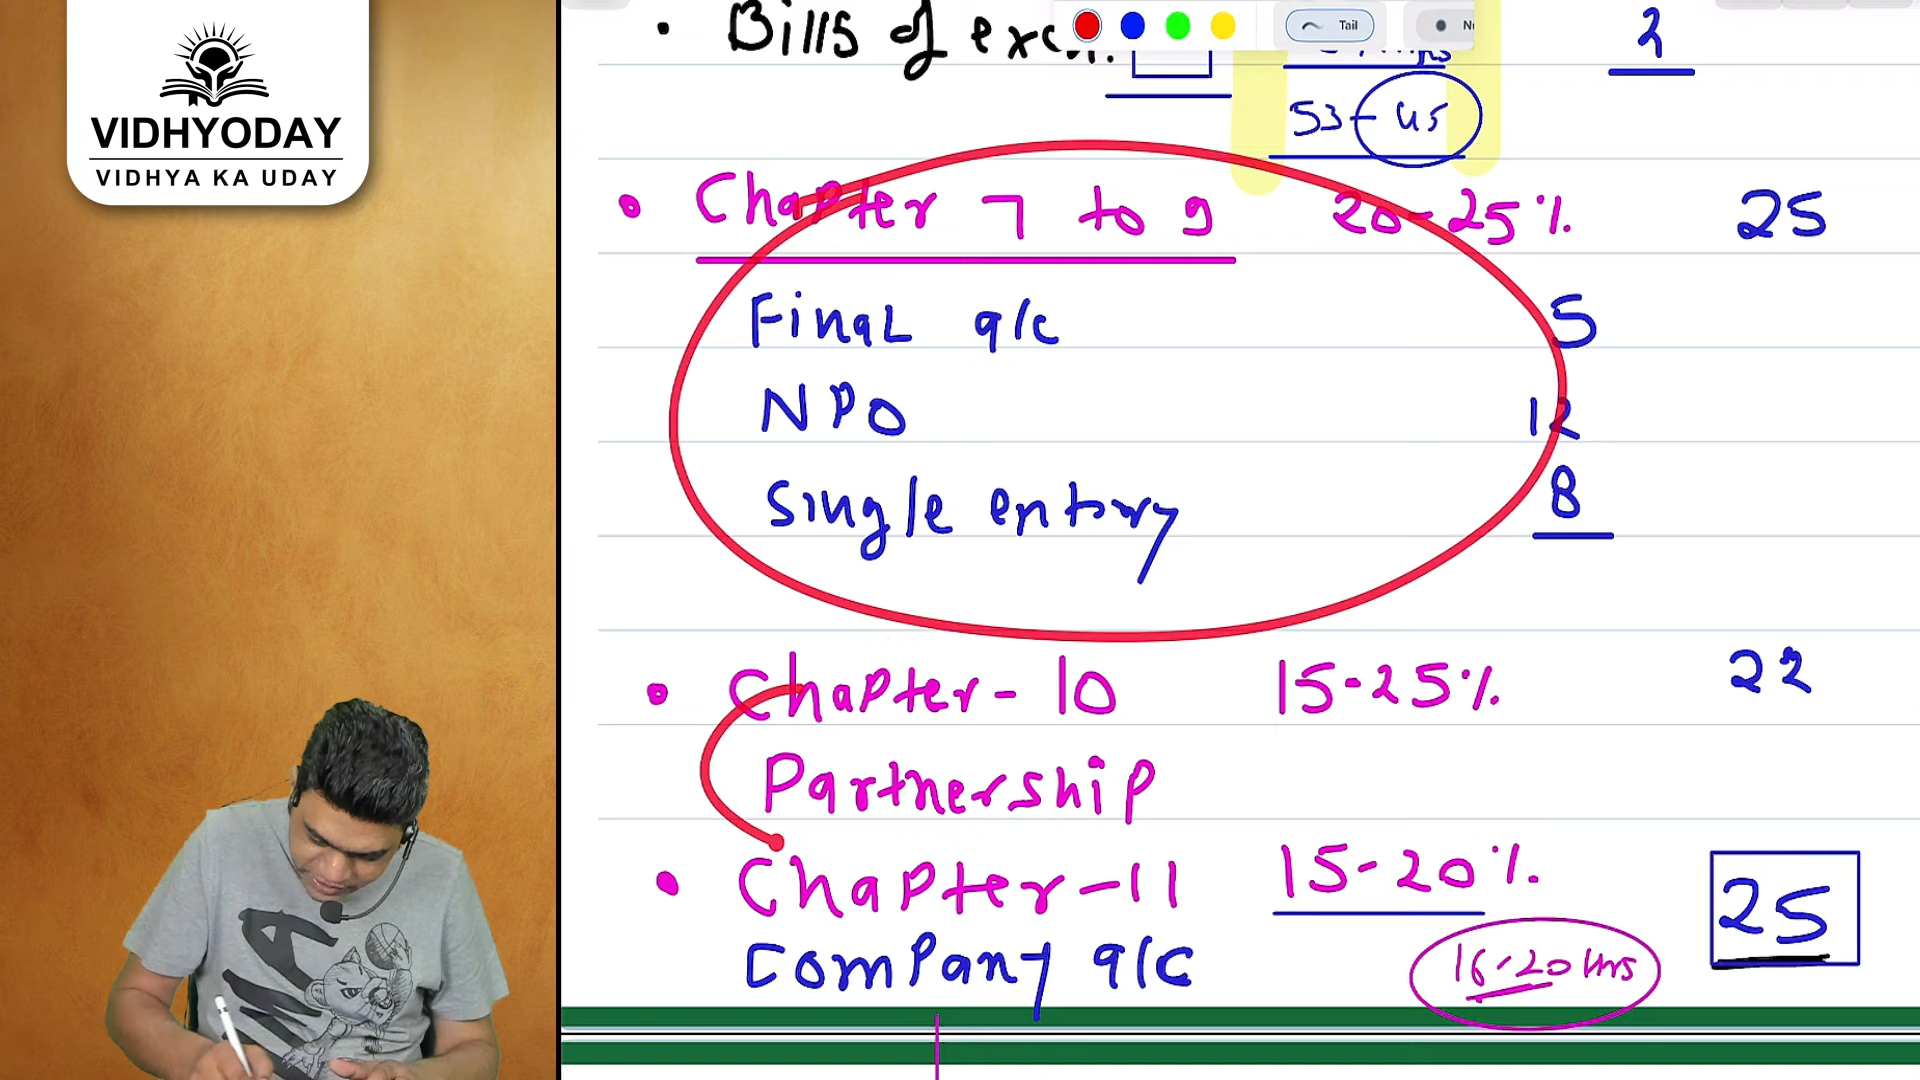 VIDHYODAY
VIDHYA KA UDAY
• Bills of exc.
Tail
2
53 - 45
• Chapter 7 to 9 20-25% 25
Final a/c 5
NPO 12
Single entry 8
• Chapter - 10 15-25% 22
Partnership
• Chapter - 11 15-20% 25
Company a/c 16-20 Hrs